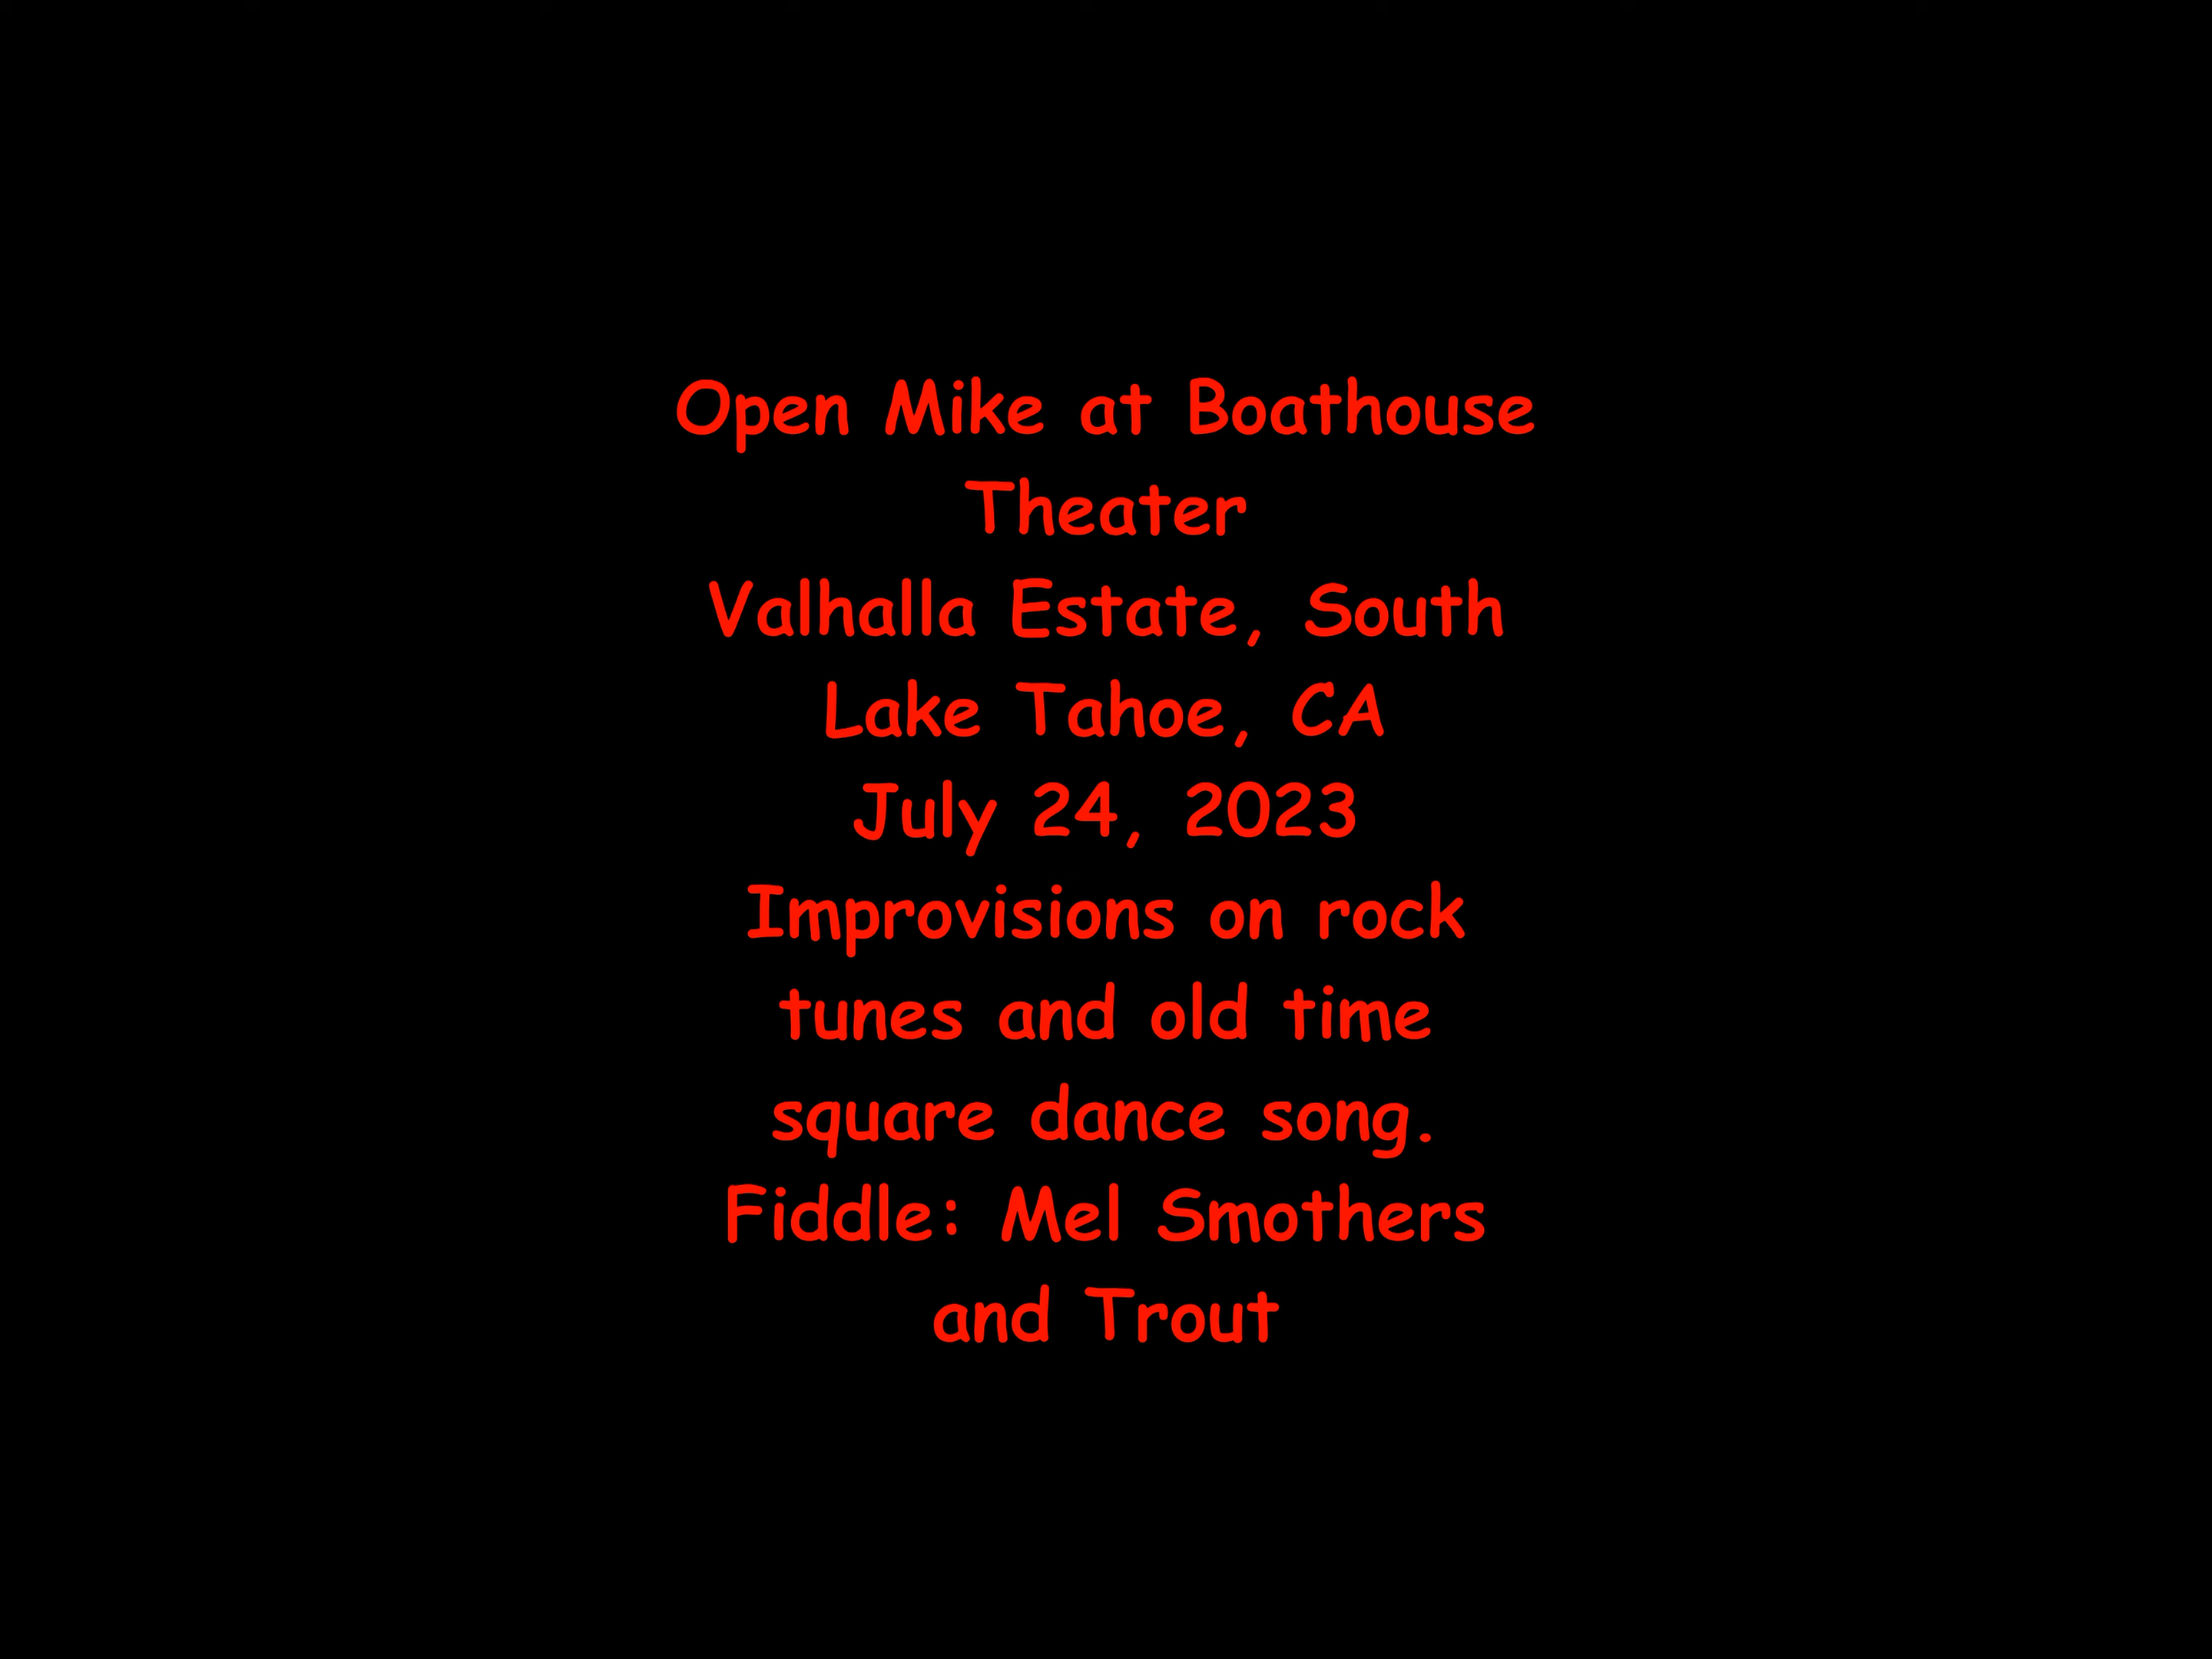 Open Mike at Boathouse
Theater
Valhalla Estate, South
Lake Tahoe, CA
July 24, 2023
Improvisions on rock
tunes and old time
square dance song.
Fiddle: Mel Smothers
and Trout